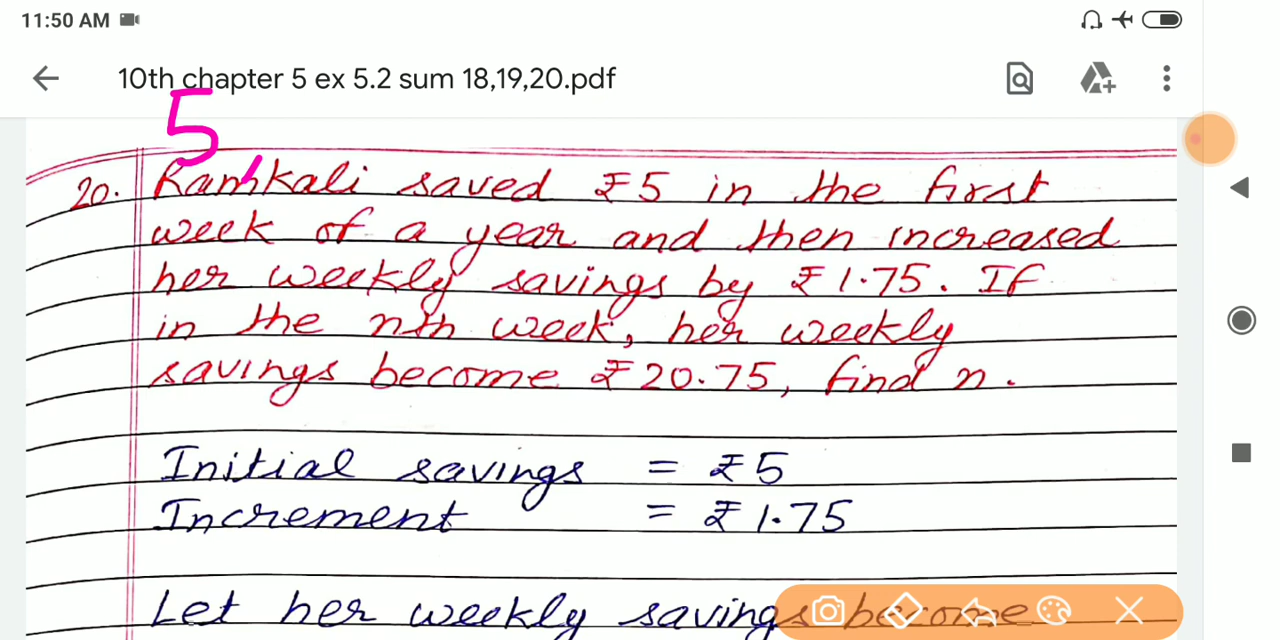 11:50 AM
10th chapter 5 ex 5.2 sum 18,19,20.pdf
5
20. Ramkali saved ₹5 in the first
week of a year and then increased
her weekly savings by ₹1.75. If
in the nth week, her weekly
savings become ₹20.75, find n.
Initial savings = ₹5
Increment = ₹1.75
Let her weekly savings become